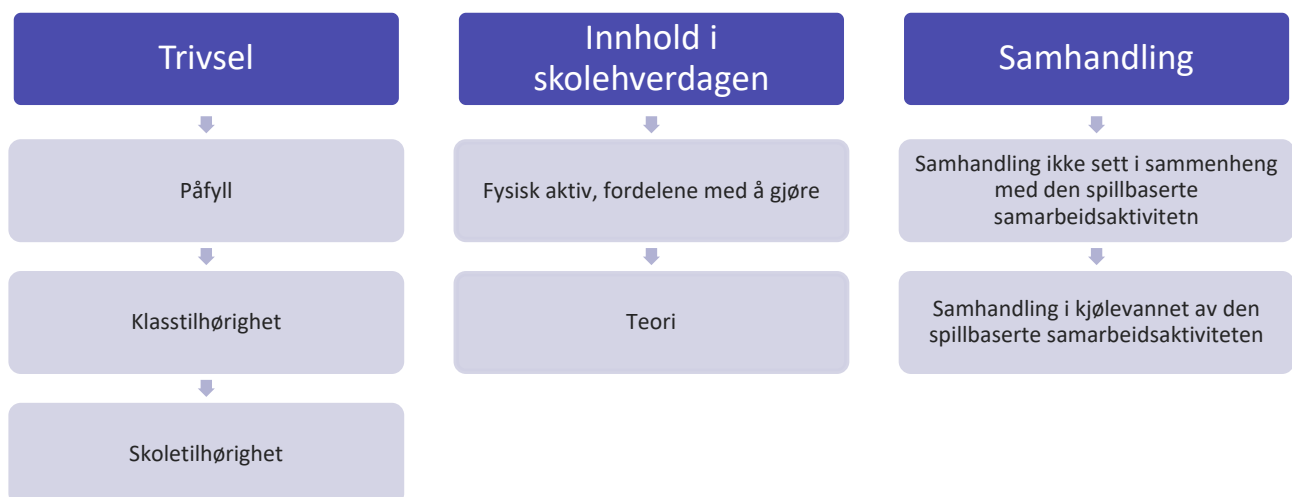 Trivsel
Påfyll
Klasstilhørighet
Skoletilhørighet
Innhold i
skolehverdagen
Fysisk aktiv, fordelene med å gjøre
Teori
Samhandling
Samhandling ikke sett i sammenheng
med den spillbaserte
samarbeidsaktivitetn
Samhandling i kjølevannet av den
spillbaserte samarbeidsaktiviteten